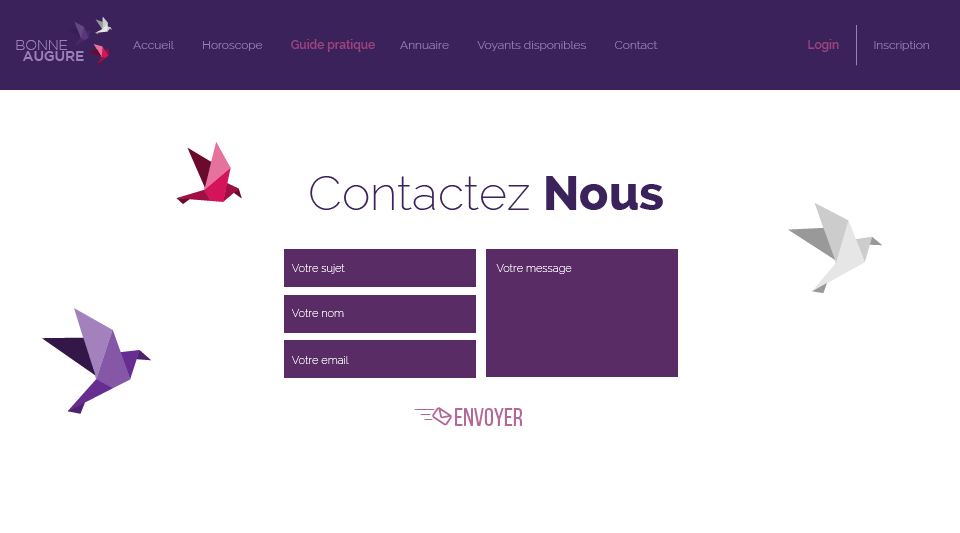 BONNE
AUGURE
Accueil Horoscope Guide pratique Annuaire Voyants disponibles Contact Login Inscription
Contactez Nous
Votre sujet
Votre nom
Votre email
Votre message
ENVOYER